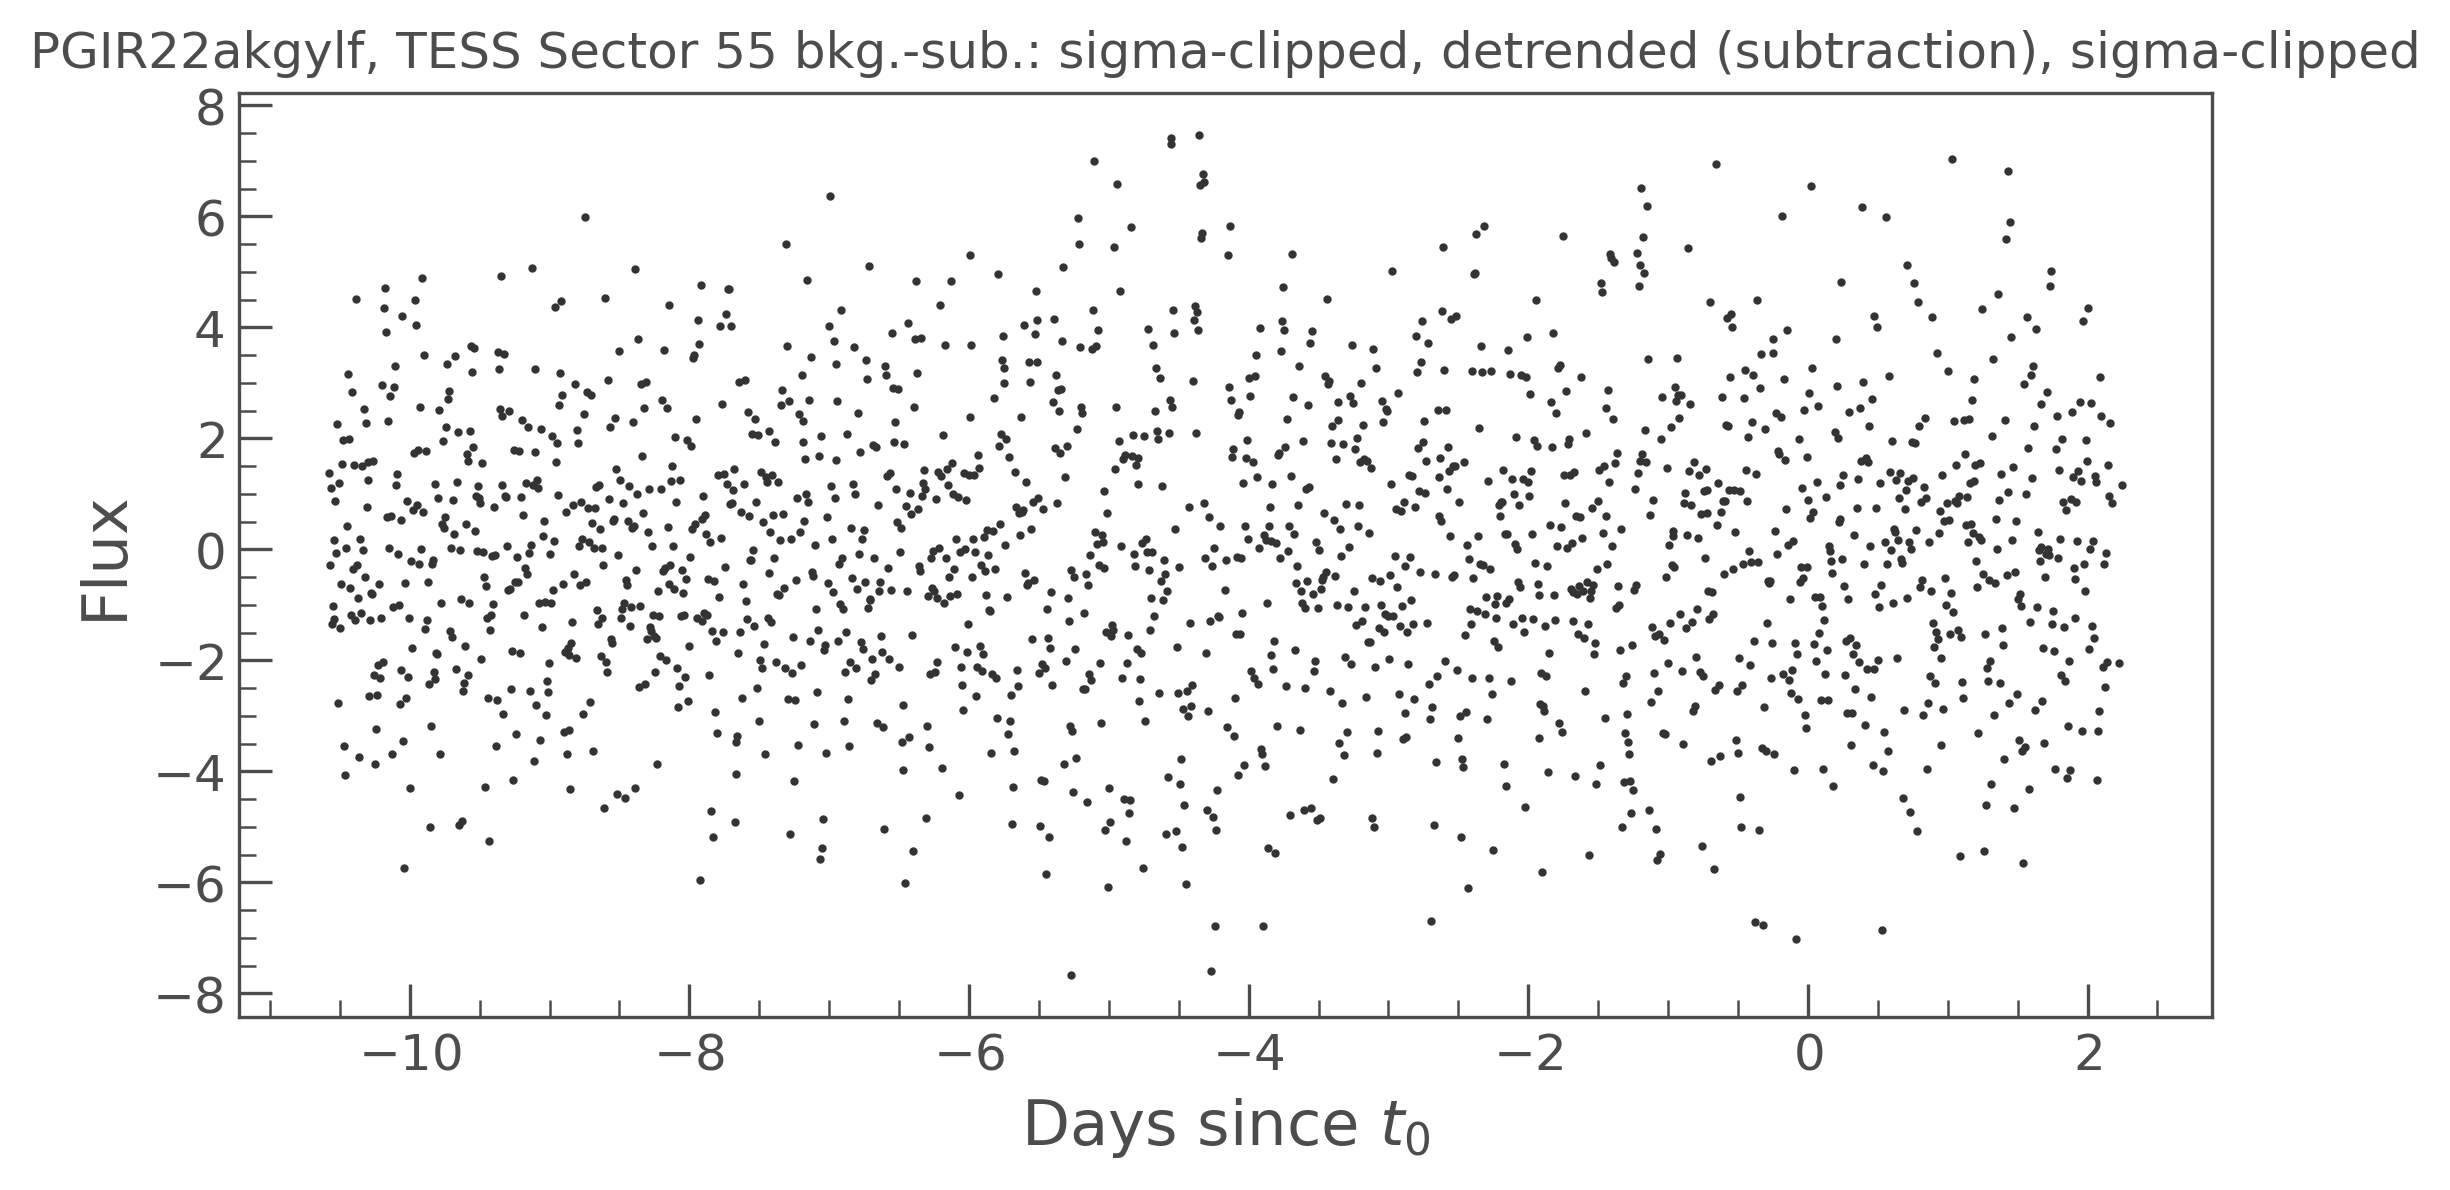 PGIR22akgylf, TESS Sector 55 bkg.-sub.: sigma-clipped, detrended (subtraction), sigma-clipped
8
6
4
2
0
−2
−4
−6
−8
Flux
−10 −8 −6 −4 −2 0 2
Days since t0